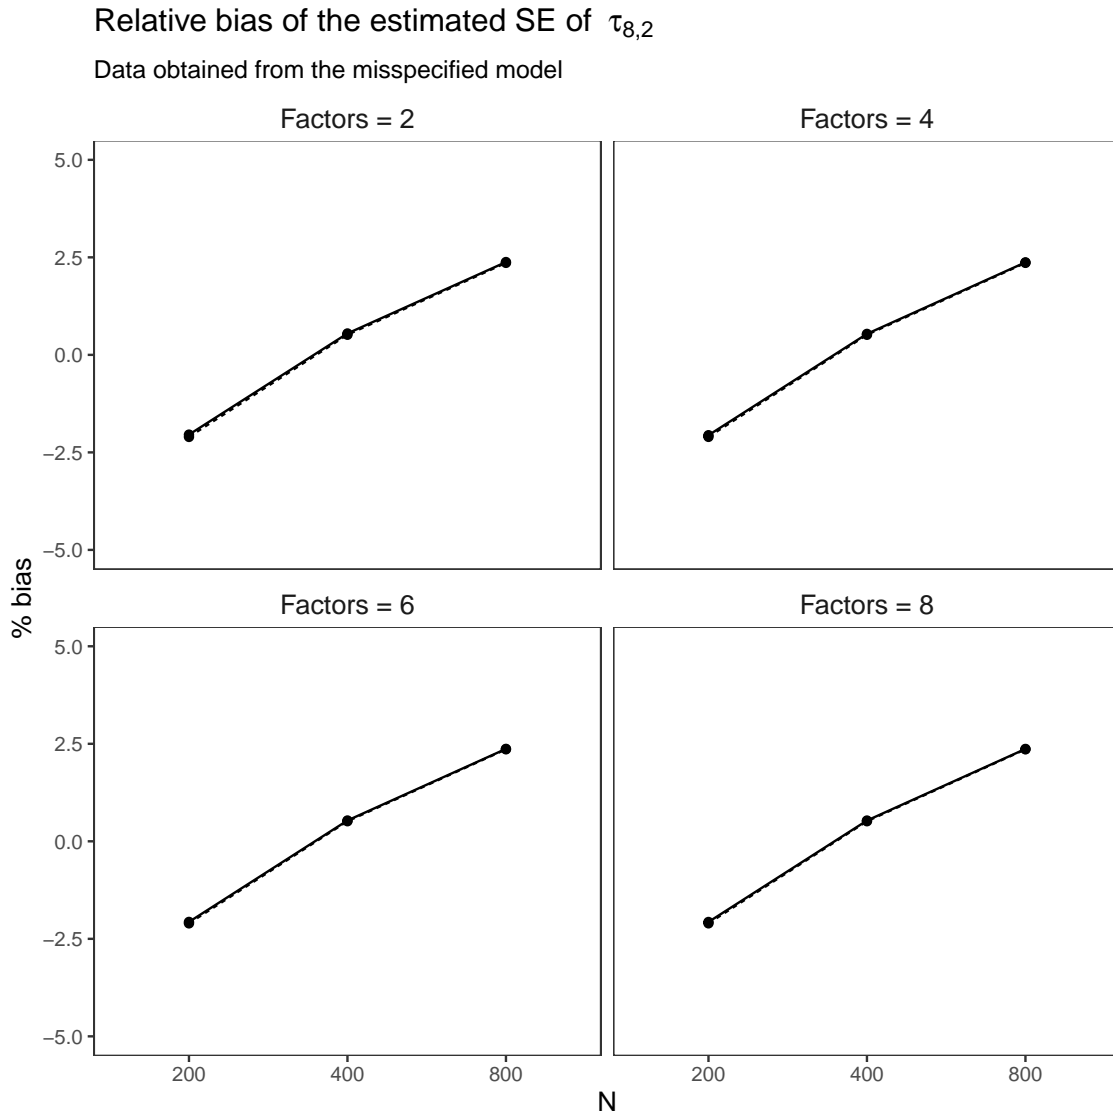 Relative bias of the estimated SE of τ8,2
Data obtained from the misspecified model
Factors = 2
Factors = 4
5.0
2.5
0.0
−2.5
−5.0
% bias
Factors = 6
Factors = 8
5.0
2.5
0.0
−2.5
−5.0
200 400 800
200 400 800
N